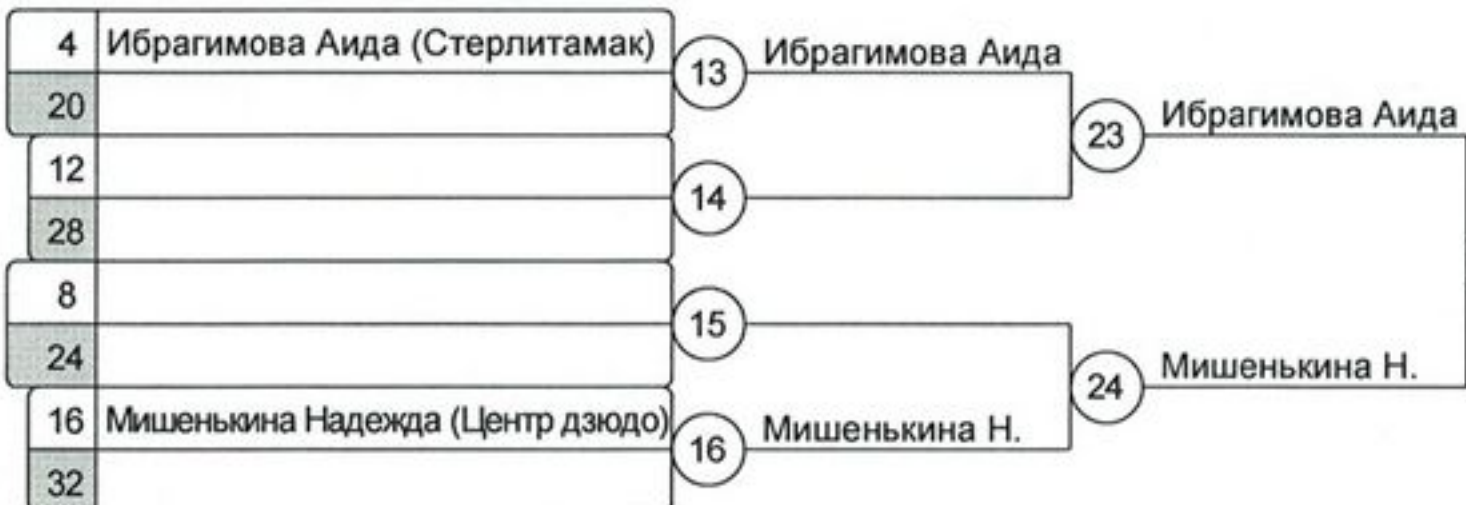 4 Ибрагимова Аида (Стерлитамак)
20
13 Ибрагимова Аида
12
28
14
23 Ибрагимова Аида
8
24
15
16 Мишенькина Надежда (Центр дзюдо)
32
16 Мишенькина Н.
24 Мишенькина Н.